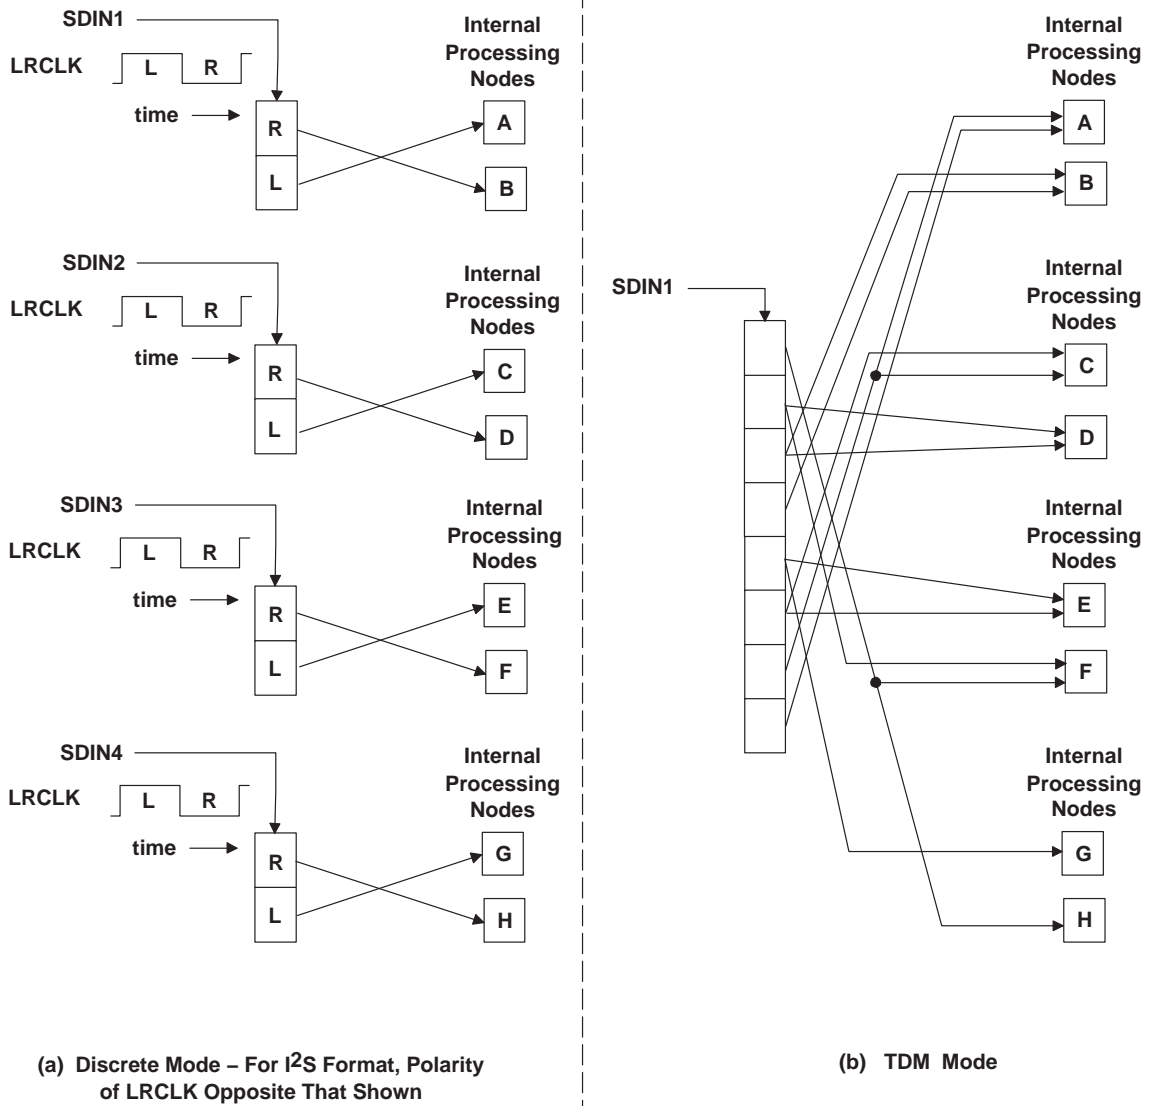 SDIN1
LRCLK
L
R
time
R
L
Internal
Processing
Nodes
A
B
SDIN2
LRCLK
L
R
time
R
L
Internal
Processing
Nodes
C
D
SDIN3
LRCLK
L
R
time
R
L
Internal
Processing
Nodes
E
F
SDIN4
LRCLK
L
R
time
R
L
Internal
Processing
Nodes
G
H
(a) Discrete Mode – For I2S Format, Polarity
of LRCLK Opposite That Shown
SDIN1
Internal
Processing
Nodes
A
B
Internal
Processing
Nodes
C
D
Internal
Processing
Nodes
E
F
Internal
Processing
Nodes
G
H
(b) TDM Mode